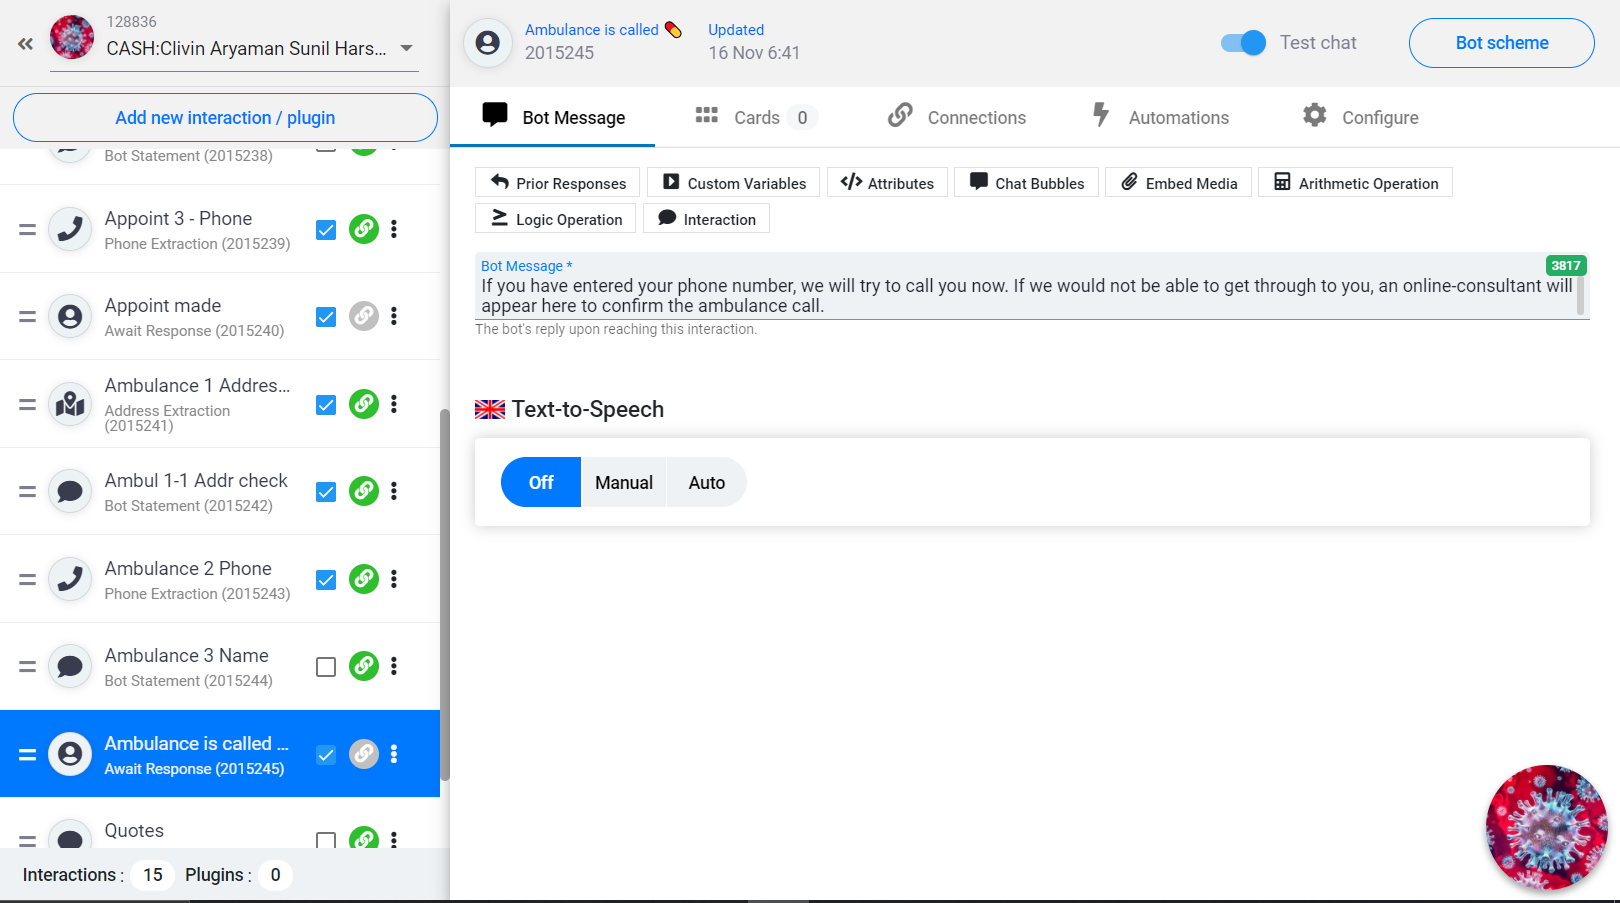 128836
CASH:Clivin Aryaman Sunil Hars...
Add new interaction / plugin
Bot Statement (2015238)
Appoint 3 - Phone
Phone Extraction (2015239)
Appoint made
Await Response (2015240)
Ambulance 1 Addres...
Address Extraction
(2015241)
Ambul 1-1 Addr check
Bot Statement (2015242)
Ambulance 2 Phone
Phone Extraction (2015243)
Ambulance 3 Name
Bot Statement (2015244)
Ambulance is called ...
Await Response (2015245)
Quotes
Interactions : 15 Plugins : 0
Ambulance is called
2015245
Updated
16 Nov 6:41
Test chat
Bot scheme
Bot Message
Cards 0
Connections
Automations
Configure
Prior Responses
Custom Variables
Attributes
Chat Bubbles
Embed Media
Arithmetic Operation
Logic Operation
Interaction
Bot Message *
3817
If you have entered your phone number, we will try to call you now. If we would not be able to get through to you, an online-consultant will
appear here to confirm the ambulance call.
The bot's reply upon reaching this interaction.
Text-to-Speech
Off
Manual
Auto